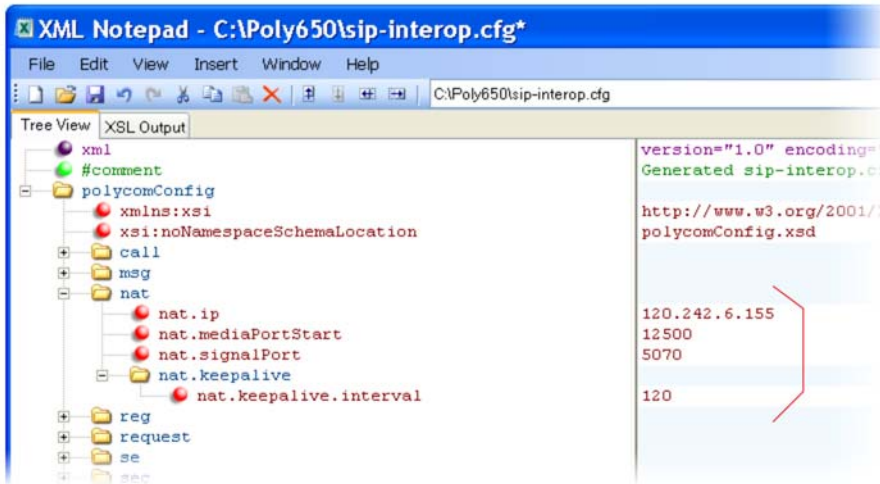 XML Notepad - C:\Poly650\sip-interop.cfg*
File Edit View Insert Window Help
C:\Poly650\sip-interop.cfg
Tree View XSL Output
xml version="1.0" encoding="
#comment Generated sip-interop.c
polycomConfig
xmlns:xsi http://www.w3.org/2001/
xsi:noNamespaceSchemaLocation polycomConfig.xsd
call
msg
nat
nat.ip 120.242.6.155
nat.mediaPortStart 12500
nat.signalPort 5070
nat.keepalive
nat.keepalive.interval 120
reg
request
se
sec